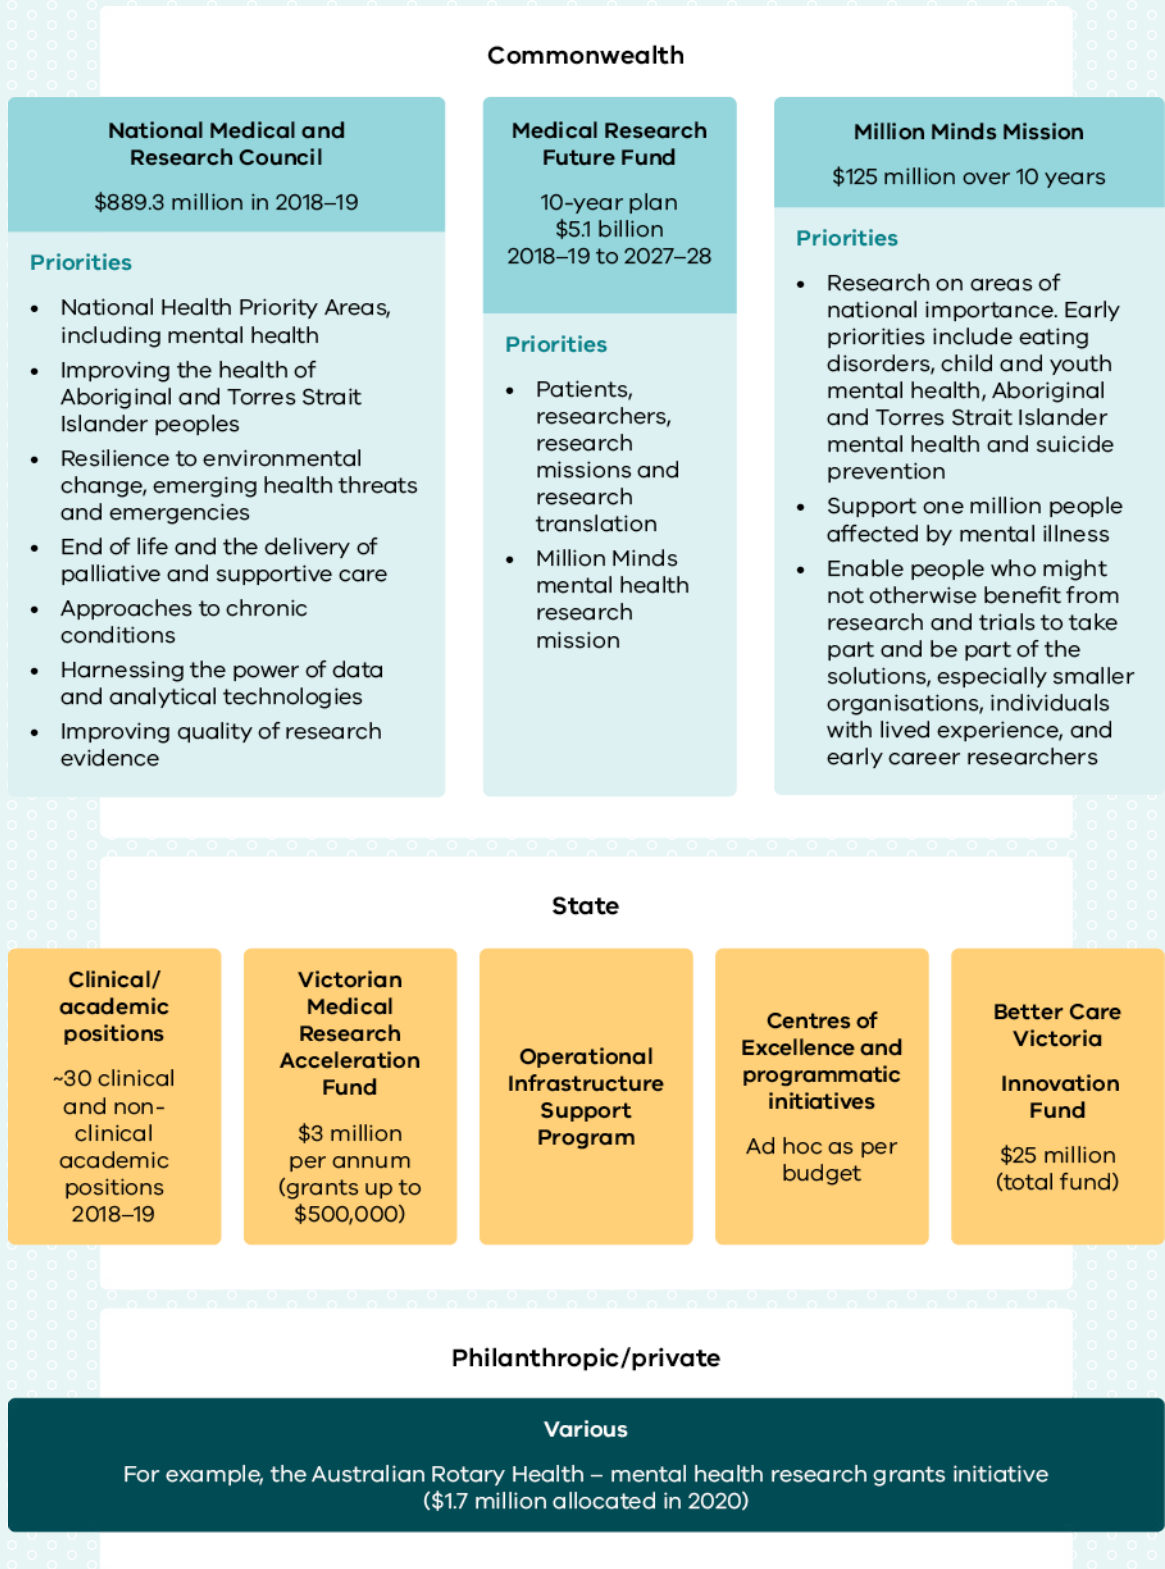 Commonwealth
National Medical and
Research Council
$889.3 million in 2018–19
Priorities
• National Health Priority Areas,
including mental health
• Improving the health of
Aboriginal and Torres Strait
Islander peoples
• Resilience to environmental
change, emerging health threats
and emergencies
• End of life and the delivery of
palliative and supportive care
• Approaches to chronic
conditions
• Harnessing the power of data
and analytical technologies
• Improving quality of research
evidence
Medical Research
Future Fund
10-year plan
$5.1 billion
2018–19 to 2027–28
Priorities
• Patients,
researchers,
research
missions and
research
translation
• Million Minds
mental health
research
mission
Million Minds Mission
$125 million over 10 years
Priorities
• Research on areas of
national importance. Early
priorities include eating
disorders, child and youth
mental health, Aboriginal
and Torres Strait Islander
mental health and suicide
prevention
• Support one million people
affected by mental illness
• Enable people who might
not otherwise benefit from
research and trials to take
part and be part of the
solutions, especially smaller
organisations, individuals
with lived experience, and
early career researchers
State
Clinical/
academic
positions
~30 clinical
and non-
clinical
academic
positions
2018–19
Victorian
Medical
Research
Acceleration
Fund
$3 million
per annum
(grants up to
$500,000)
Operational
Infrastructure
Support
Program
Centres of
Excellence and
programmatic
initiatives
Ad hoc as per
budget
Better Care
Victoria
Innovation
Fund
$25 million
(total fund)
Philanthropic/private
Various
For example, the Australian Rotary Health – mental health research grants initiative
($1.7 million allocated in 2020)